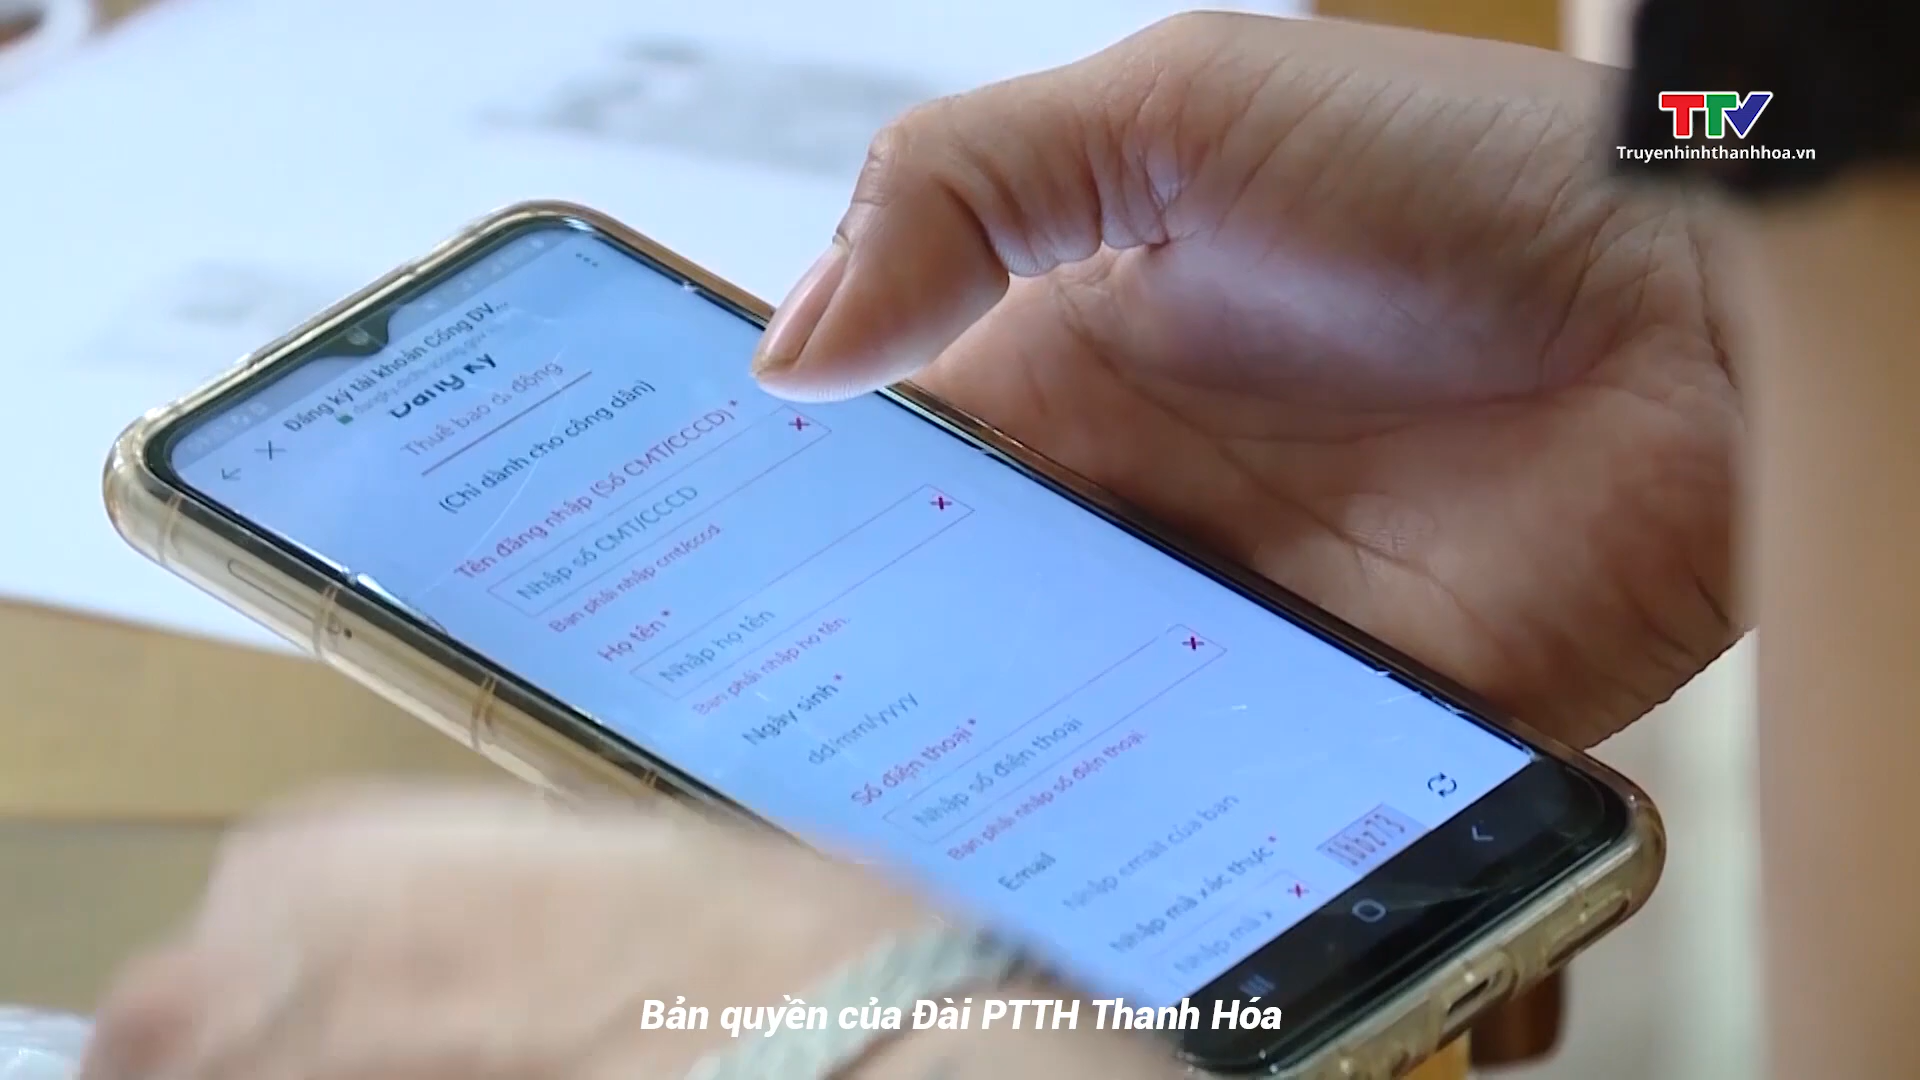 TTV
Truyenhinhthanhhoa.vn
Đăng ký tài khoản Cổng DV...
Đăng ký
Thuê bao di động
(Chỉ dành cho công dân)
Tên đăng nhập (Số CMT/CCCD) *
Nhập số CMT/CCCD
Bạn phải nhập cmt/cccd.
Họ tên *
Nhập họ tên
Bạn phải nhập họ tên.
Ngày sinh *
dd/mm/yyyy
Số điện thoại *
Nhập số điện thoại
Bạn phải nhập số điện thoại.
Email
Nhập email của bạn
Nhập mã xác thực *
Nhập mã x
Bản quyền của Đài PTTH Thanh Hóa